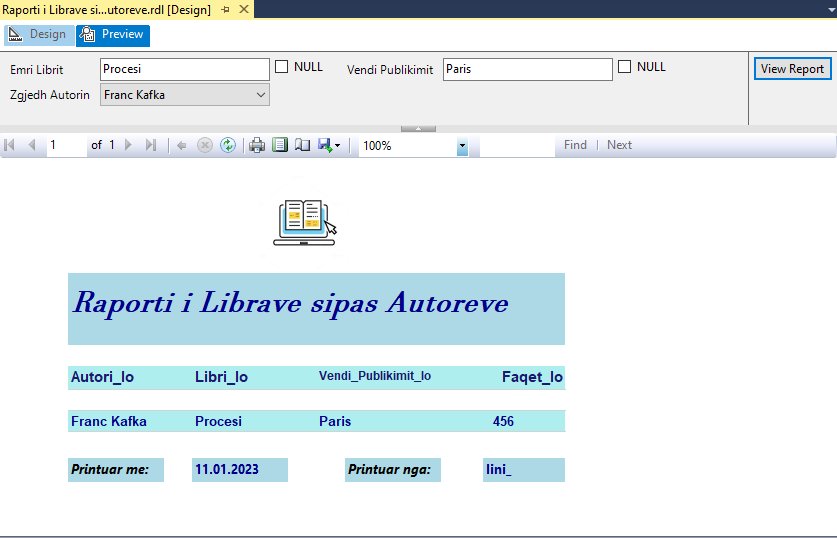 Raporti i Librave si...utoreve.rdl [Design]
Design Preview
Emri Librit Procesi NULL Vendi Publikimit Paris NULL View Report
Zgjedh Autorin Franc Kafka
1 of 1 100% Find | Next
Raporti i Librave sipas Autoreve
Autori_lo Libri_lo Vendi_Publikimit_lo Faqet_lo
Franc Kafka Procesi Paris 456
Printuar me: 11.01.2023 Printuar nga: lini_